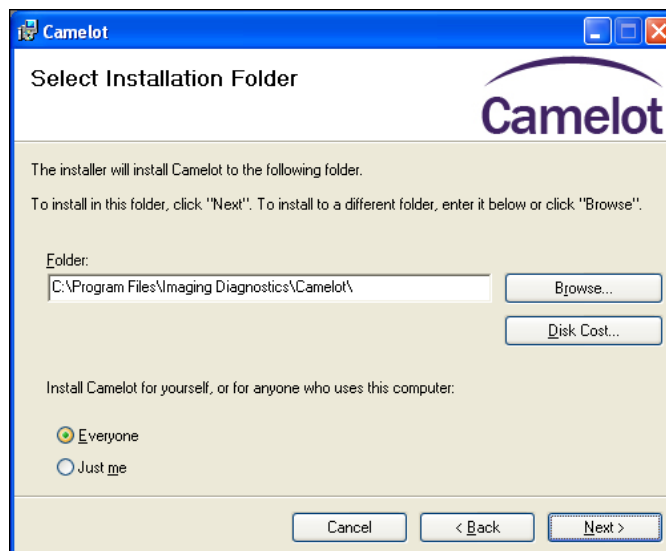 Camelot
Select Installation Folder
Camelot
The installer will install Camelot to the following folder.
To install in this folder, click "Next". To install to a different folder, enter it below or click "Browse".
Folder:
C:\Program Files\Imaging Diagnostics\Camelot\
Browse...
Disk Cost...
Install Camelot for yourself, or for anyone who uses this computer:
Everyone
Just me
Cancel
< Back
Next >